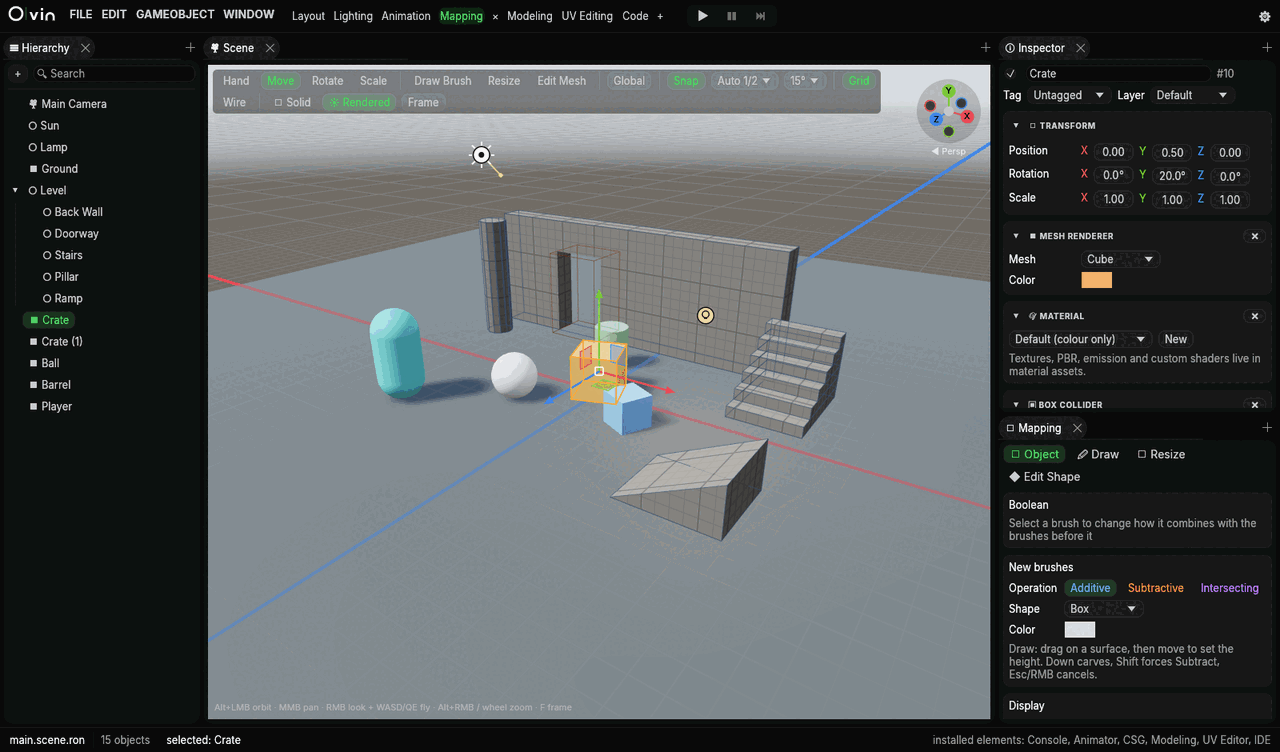 Ovin FILE EDIT GAMEOBJECT WINDOW Layout Lighting Animation Mapping × Modeling UV Editing Code +
Hierarchy
+ Search
Main Camera
Sun
Lamp
Ground
Level
Back Wall
Doorway
Stairs
Pillar
Ramp
Crate
Crate (1)
Ball
Barrel
Player
Scene
Hand Move Rotate Scale Draw Brush Resize Edit Mesh Global Snap Auto 1/2 15° Grid
Wire Solid Rendered Frame
Y
Z X
Persp
Alt+LMB orbit · MMB pan · RMB look + WASD/QE fly · Alt+RMB / wheel zoom · F frame
Inspector
Crate #10
Tag Untagged Layer Default
TRANSFORM
Position X 0.00 Y 0.50 Z 0.00
Rotation X 0.0° Y 20.0° Z 0.0°
Scale X 1.00 Y 1.00 Z 1.00
MESH RENDERER
Mesh Cube
Color
MATERIAL
Default (colour only) New
Textures, PBR, emission and custom shaders live in
material assets.
BOX COLLIDER
Mapping
Object Draw Resize
Edit Shape
Boolean
Select a brush to change how it combines with the
brushes before it
New brushes
Operation Additive Subtractive Intersecting
Shape Box
Color
Draw: drag on a surface, then move to set the
height. Down carves, Shift forces Subtract,
Esc/RMB cancels.
Display
main.scene.ron 15 objects selected: Crate
installed elements: Console, Animator, CSG, Modeling, UV Editor, IDE